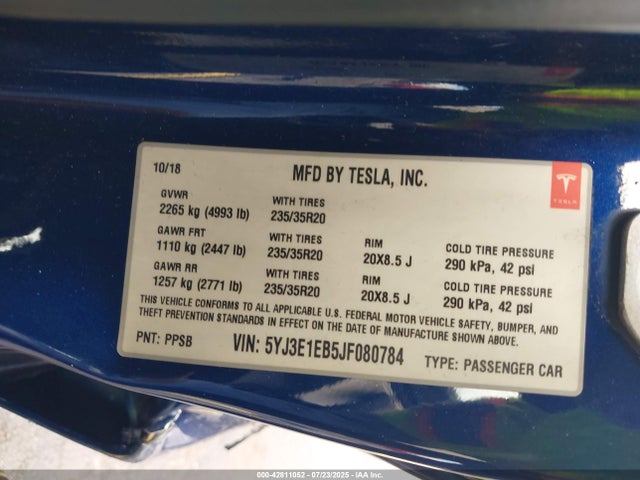 10/18 MFD BY TESLA, INC.
TESLA
GVWR WITH TIRES
2265 kg (4993 lb) 235/35R20
GAWR FRT WITH TIRES RIM COLD TIRE PRESSURE
1110 kg (2447 lb) 235/35R20 20X8.5 J 290 kPa, 42 psi
GAWR RR WITH TIRES RIM COLD TIRE PRESSURE
1257 kg (2771 lb) 235/35R20 20X8.5 J 290 kPa, 42 psi
THIS VEHICLE CONFORMS TO ALL APPLICABLE U.S. FEDERAL MOTOR VEHICLE SAFETY, BUMPER, AND
THEFT PREVENTION STANDARDS IN EFFECT ON THE DATE OF MANUFACTURE SHOWN ABOVE.
PNT: PPSB VIN: 5YJ3E1EB5JF080784 TYPE: PASSENGER CAR
000-42811052 - 07/23/2025 - IAAI.COM